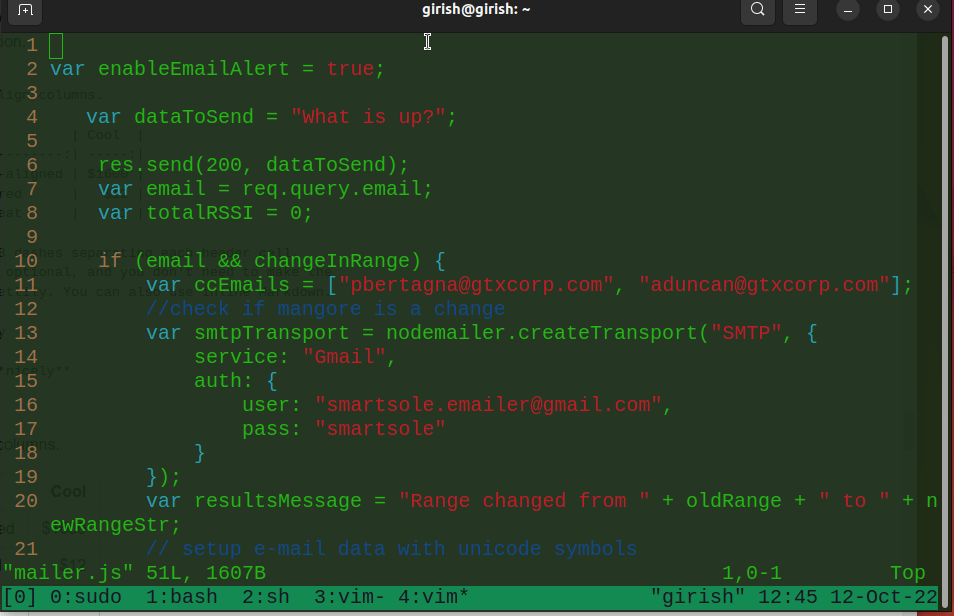 girish@girish: ~
1
2 var enableEmailAlert = true;
3
4 var dataToSend = "What is up?";
5
6 res.send(200, dataToSend);
7 var email = req.query.email;
8 var totalRSSI = 0;
9
10 if (email && changeInRange) {
11 var ccEmails = ["pbertagna@gtxcorp.com", "aduncan@gtxcorp.com"];
12 //check if mangore is a change
13 var smtpTransport = nodemailer.createTransport("SMTP", {
14 service: "Gmail",
15 auth: {
16 user: "smartsole.emailer@gmail.com",
17 pass: "smartsole"
18 }
19 });
20 var resultsMessage = "Range changed from " + oldRange + " to " + n
ewRangeStr;
21 // setup e-mail data with unicode symbols
"mailer.js" 51L, 1607B 1,0-1 Top
[0] 0:sudo 1:bash 2:sh 3:vim- 4:vim* "girish" 12:45 12-Oct-22